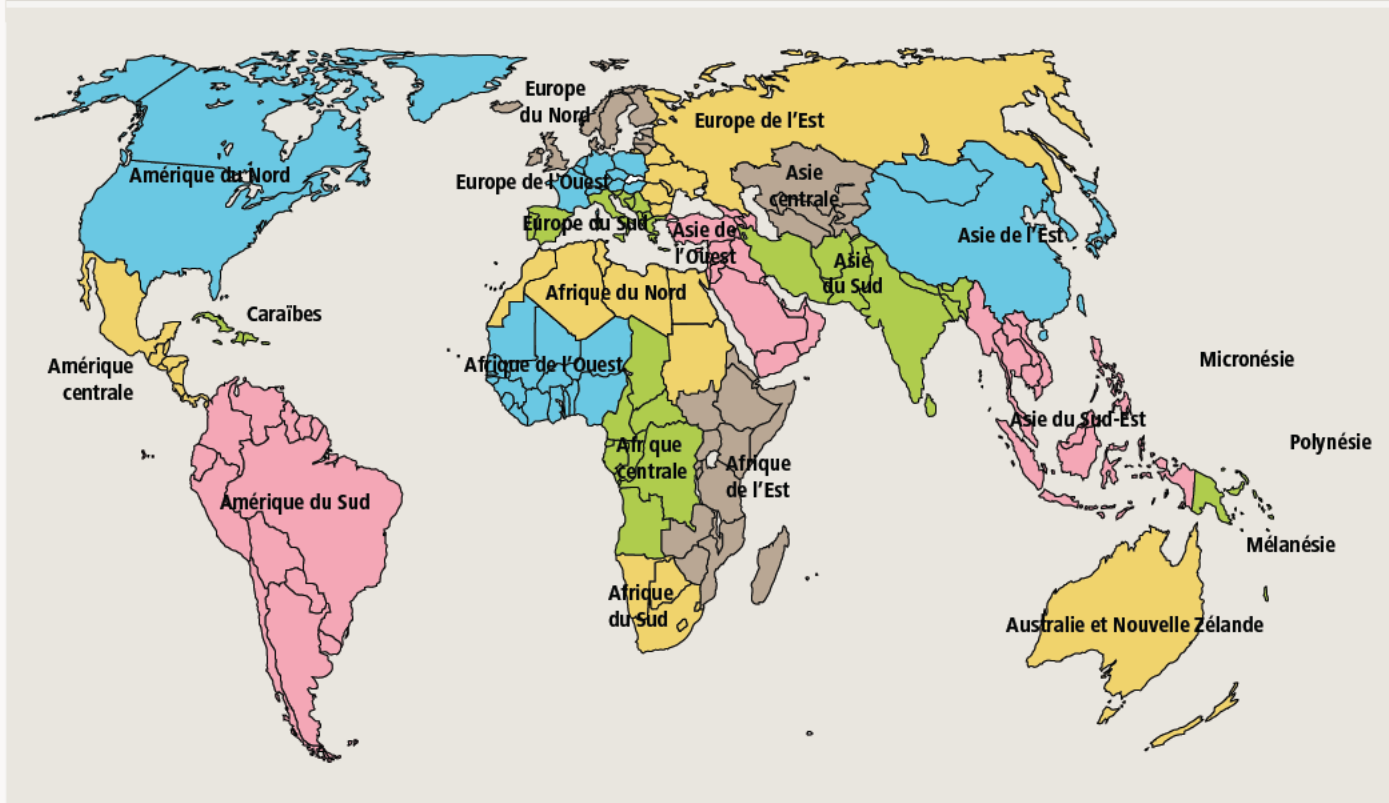 Europe
du Nord
Europe de l'Est
Amérique du Nord
Europe de l'Ouest
Asie
centrale
Europe du Sud
Asie de
l'Ouest
Asie de l'Est
Asie
du Sud
Afrique du Nord
Caraïbes
Amérique
centrale
Afrique de l'Ouest
Micronésie
Asie du Sud-Est
Polynésie
Afrique
centrale
Afrique
de l'Est
Amérique du Sud
Mélanésie
Afrique
du Sud
Australie et Nouvelle Zélande